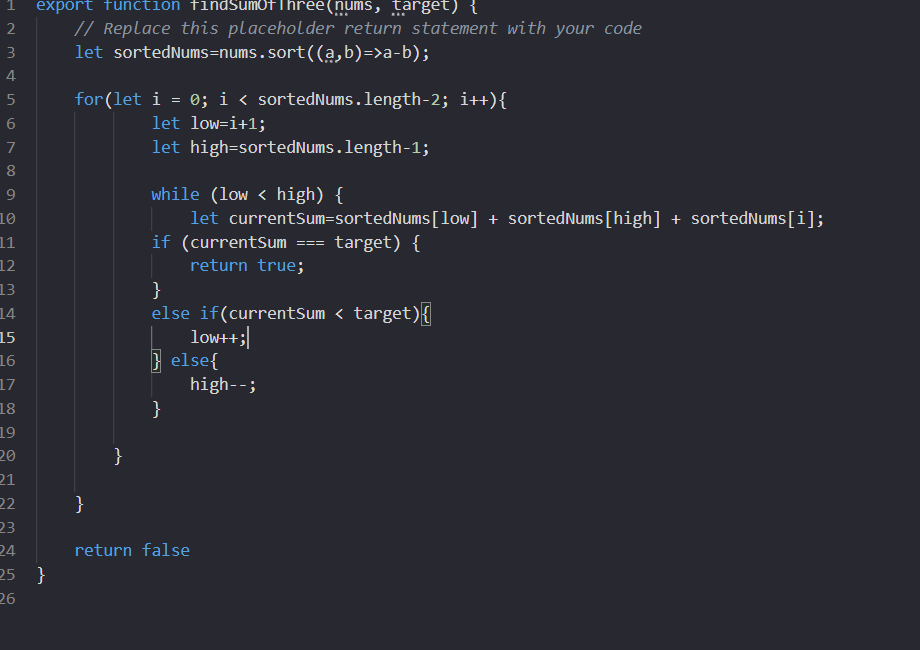 1 export function findSumOfThree(nums, target) {
2 // Replace this placeholder return statement with your code
3 let sortedNums=nums.sort((a,b)=>a-b);
4
5 for(let i = 0; i < sortedNums.length-2; i++){
6 let low=i+1;
7 let high=sortedNums.length-1;
8
9 while (low < high) {
10 let currentSum=sortedNums[low] + sortedNums[high] + sortedNums[i];
11 if (currentSum === target) {
12 return true;
13 }
14 else if(currentSum < target){
15 low++;
16 } else{
17 high--;
18 }
19
20 }
21
22 }
23
24 return false
25 }
26